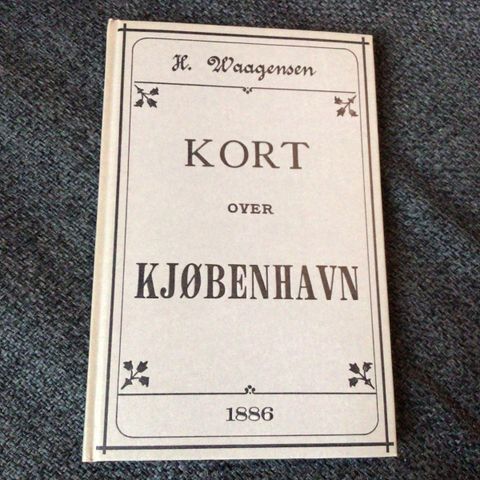 H. Waagensen
KORT
OVER
KJØBENHAVN
1886